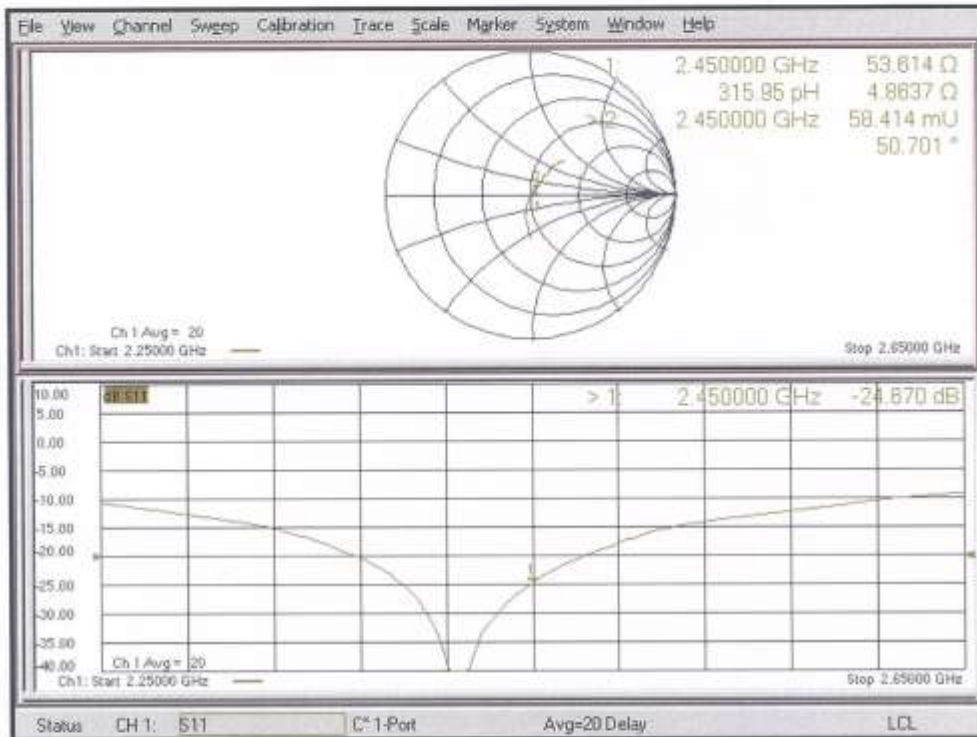 File View Channel Sweep Calibration Trace Scale Marker System Window Help
1: 2.450000 GHz 53.614 Ω
315.95 pH 4.8637 Ω
> 2: 2.450000 GHz 58.414 mU
50.701 °
Ch 1 Avg = 20
Ch1: Start 2.25000 GHz
Stop 2.65000 GHz
10.00
dB S11
> 1: 2.450000 GHz -24.670 dB
5.00
0.00
-5.00
-10.00
-15.00
-20.00
-25.00
-30.00
-35.00
-40.00
Ch 1 Avg = 20
Ch1: Start 2.25000 GHz
Stop 2.65000 GHz
Status CH 1: S11 C* 1-Port Avg=20 Delay LCL